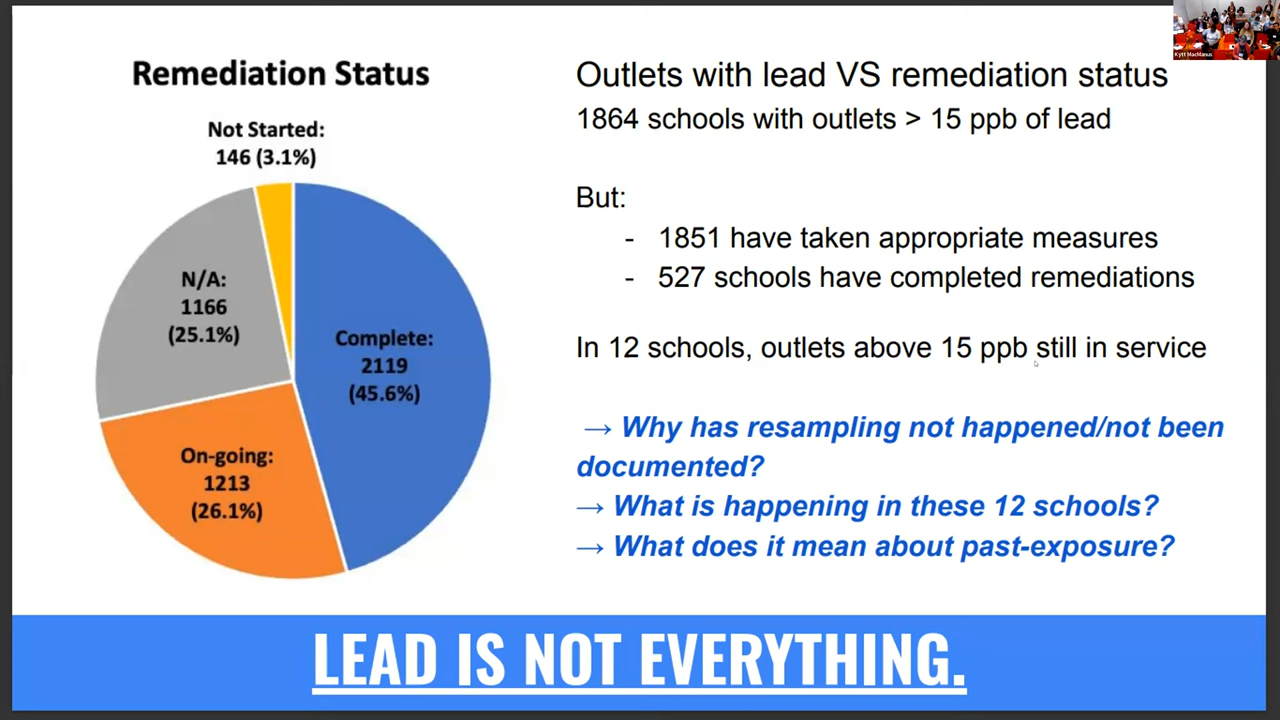 Kytt MacManus
Remediation Status
Not Started:
146 (3.1%)
N/A:
1166
(25.1%)
Complete:
2119
(45.6%)
On-going:
1213
(26.1%)
Outlets with lead VS remediation status
1864 schools with outlets > 15 ppb of lead
But:
- 1851 have taken appropriate measures
- 527 schools have completed remediations
In 12 schools, outlets above 15 ppb still in service
→ Why has resampling not happened/not been
documented?
→ What is happening in these 12 schools?
→ What does it mean about past-exposure?
LEAD IS NOT EVERYTHING.